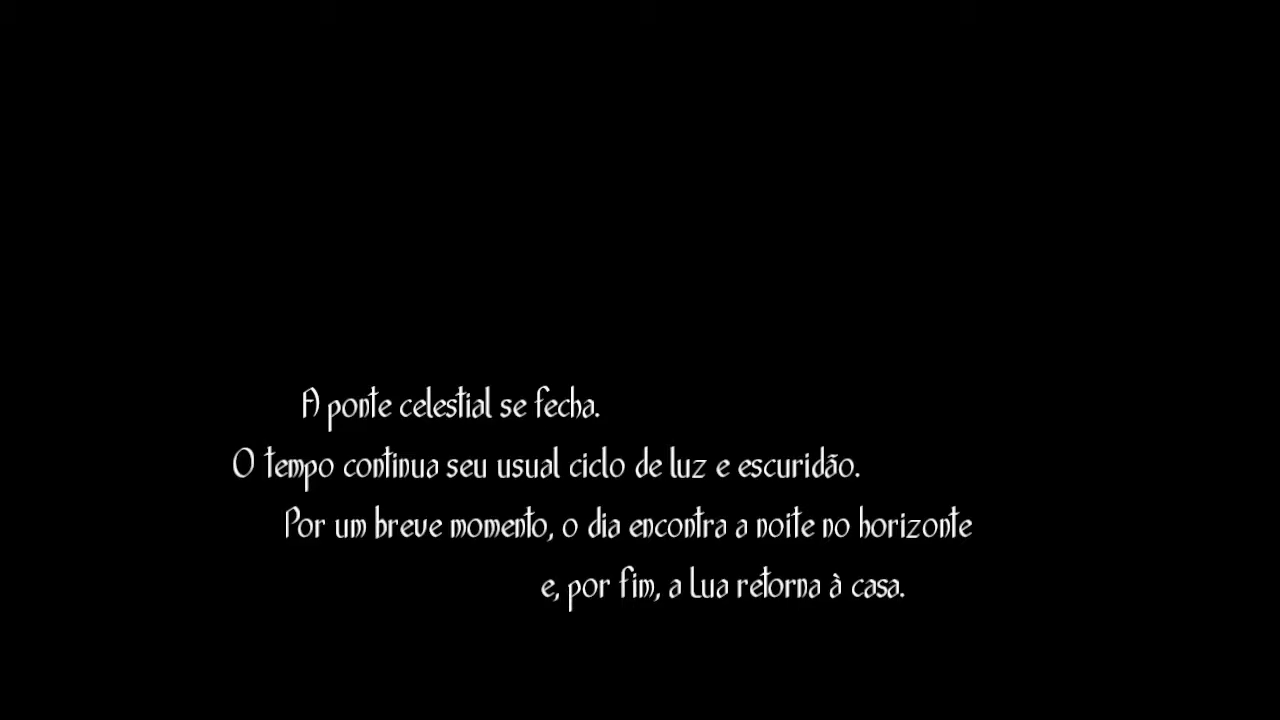 A ponte celestial se fecha.
O tempo continua seu usual ciclo de luz e escuridão.
Por um breve momento, o dia encontra a noite no horizonte
e, por fim, a Lua retorna à casa.